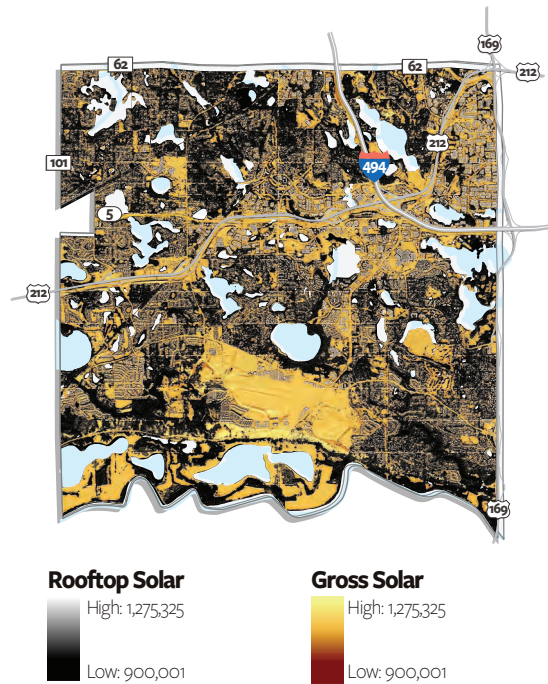 169
62
62
212
212
101
494
5
212
169
Rooftop Solar
High: 1,275,325
Low: 900,001
Gross Solar
High: 1,275,325
Low: 900,001